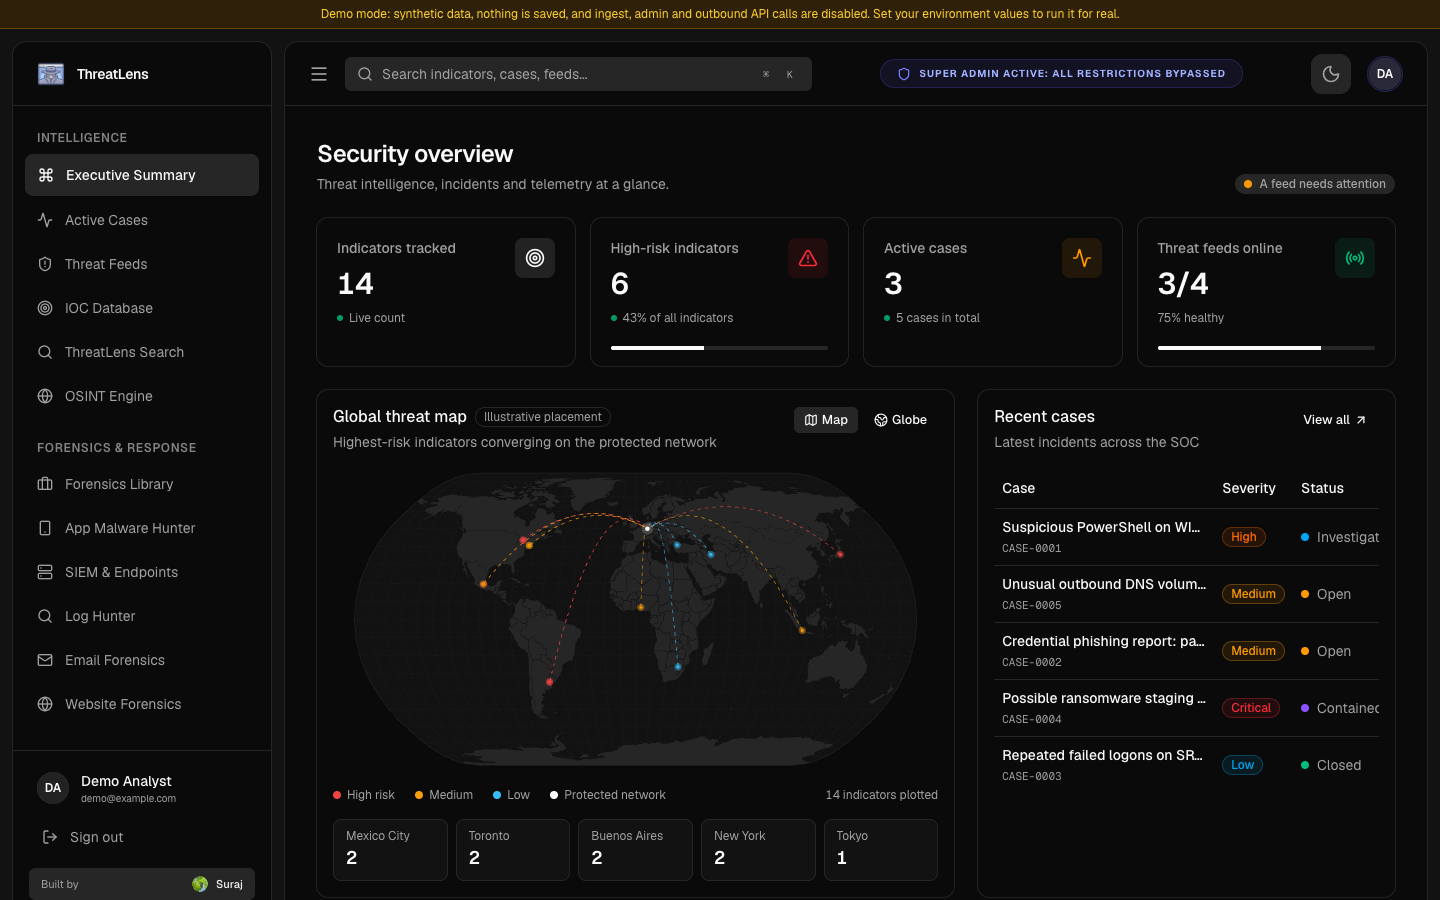 Demo mode: synthetic data, nothing is saved, and ingest, admin and outbound API calls are disabled. Set your environment values to run it for real.
ThreatLens
Search indicators, cases, feeds...
⌘ K
SUPER ADMIN ACTIVE: ALL RESTRICTIONS BYPASSED
DA
INTELLIGENCE
Executive Summary
Active Cases
Threat Feeds
IOC Database
ThreatLens Search
OSINT Engine
FORENSICS & RESPONSE
Forensics Library
App Malware Hunter
SIEM & Endpoints
Log Hunter
Email Forensics
Website Forensics
DA
Demo Analyst
demo@example.com
Sign out
Built by
Suraj
Security overview
Threat intelligence, incidents and telemetry at a glance.
A feed needs attention
Indicators tracked
14
Live count
High-risk indicators
6
43% of all indicators
Active cases
3
5 cases in total
Threat feeds online
3/4
75% healthy
Global threat map
Illustrative placement
Highest-risk indicators converging on the protected network
Map
Globe
High risk
Medium
Low
Protected network
14 indicators plotted
Mexico City
2
Toronto
2
Buenos Aires
2
New York
2
Tokyo
1
Recent cases
Latest incidents across the SOC
View all
Case Severity Status
Suspicious PowerShell on WI...
CASE-0001
High
Investigat
Unusual outbound DNS volum...
CASE-0005
Medium
Open
Credential phishing report: pa...
CASE-0002
Medium
Open
Possible ransomware staging ...
CASE-0004
Critical
Contained
Repeated failed logons on SR...
CASE-0003
Low
Closed